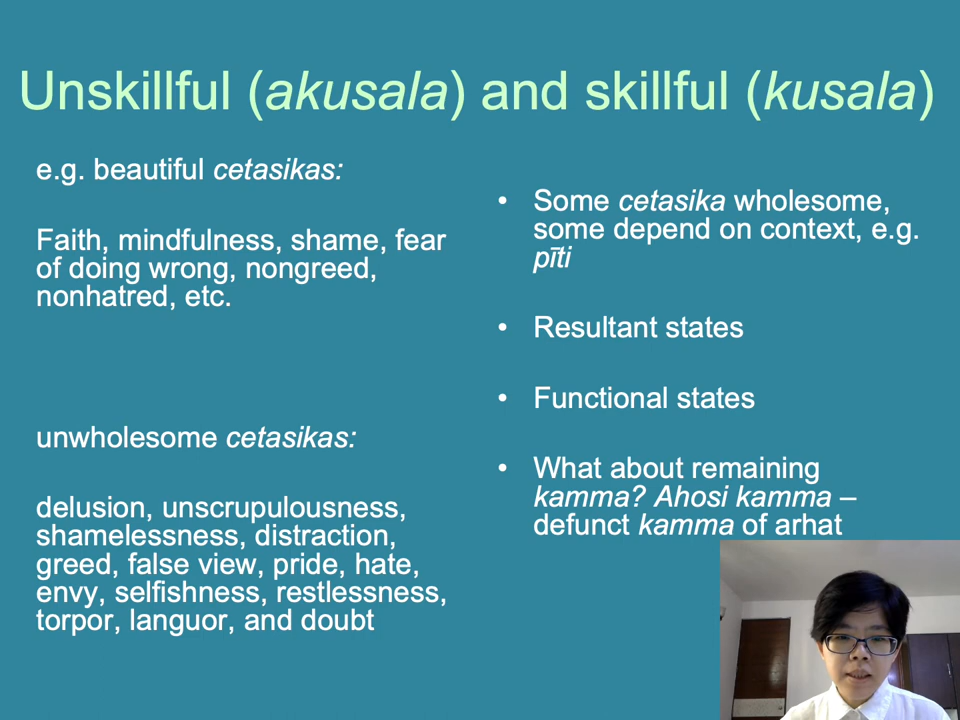 Unskillful (akusala) and skillful (kusala)
e.g. beautiful cetasikas:
Faith, mindfulness, shame, fear
of doing wrong, nongreed,
nonhatred, etc.
unwholesome cetasikas:
delusion, unscrupulousness,
shamelessness, distraction,
greed, false view, pride, hate,
envy, selfishness, restlessness,
torpor, languor, and doubt
• Some cetasika wholesome,
some depend on context, e.g.
pīti
• Resultant states
• Functional states
• What about remaining
kamma? Ahosi kamma –
defunct kamma of arhat